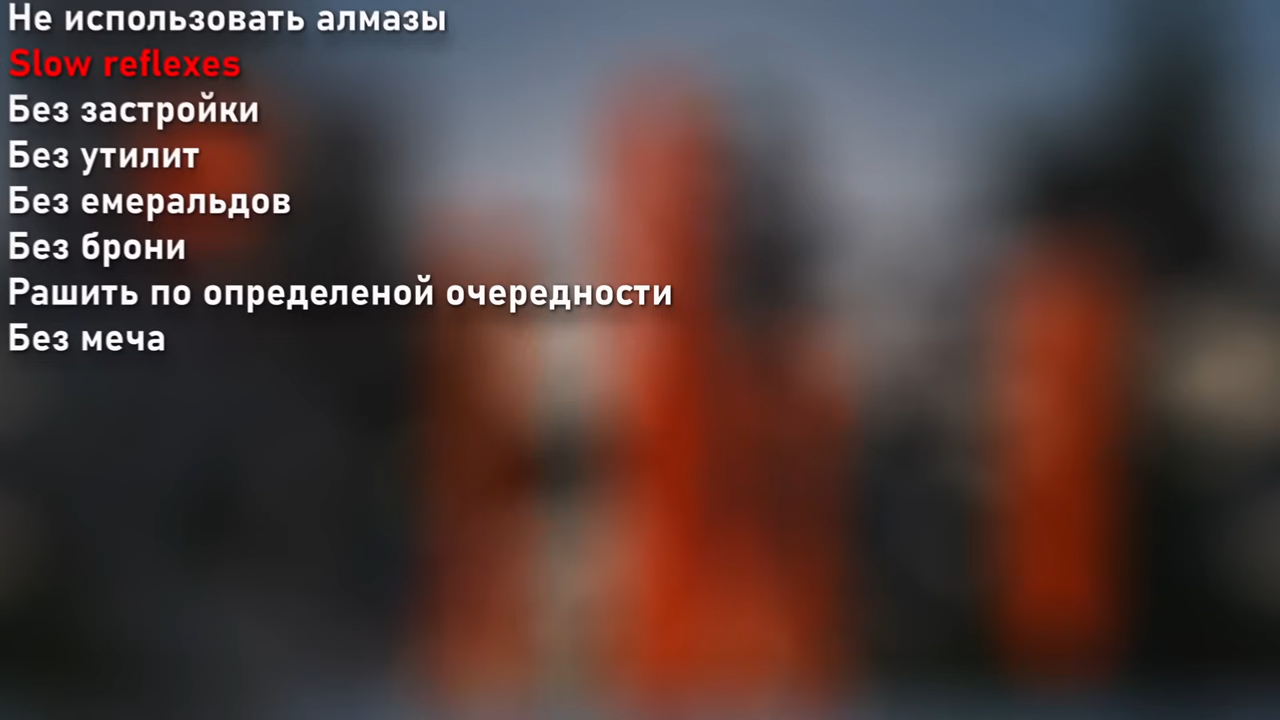 Не использовать алмазы
Slow reflexes
Без застройки
Без утилит
Без емеральдов
Без брони
Рашить по определеной очередности
Без меча